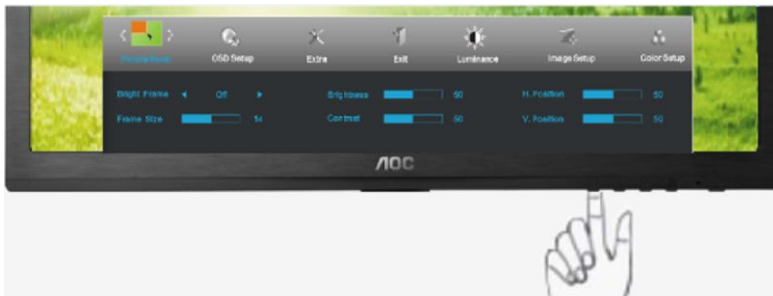 Picture Boost OSD Setup Extra Exit Luminance Image Setup Color Setup
Bright Frame Off Brightness 50 H. Position 50
Frame Size 14 Contrast 50 V. Position 50
AOC